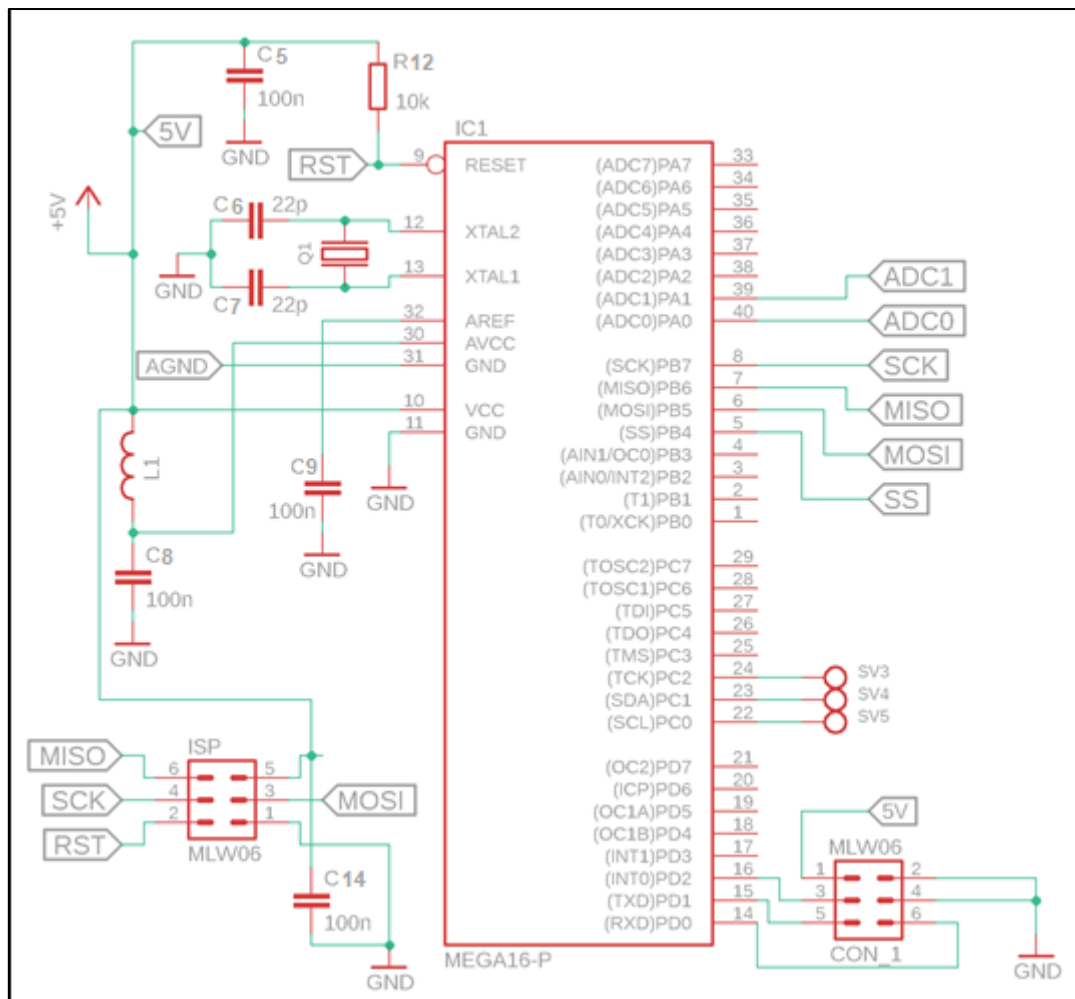 C5
100n
GND
R12
10k
5V
+5V
RST
IC1
C6 22p
Q1
GND
C7 22p
AGND
L1
C8
100n
GND
C9
100n
GND
GND
9 RESET
12 XTAL2
13 XTAL1
32 AREF
30 AVCC
31 GND
10 VCC
11 GND
(ADC7)PA7 33
(ADC6)PA6 34
(ADC5)PA5 35
(ADC4)PA4 36
(ADC3)PA3 37
(ADC2)PA2 38
(ADC1)PA1 39
(ADC0)PA0 40
(SCK)PB7 8
(MISO)PB6 7
(MOSI)PB5 6
(SS)PB4 5
(AIN1/OC0)PB3 4
(AIN0/INT2)PB2 3
(T1)PB1 2
(T0/XCK)PB0 1
(TOSC2)PC7 29
(TOSC1)PC6 28
(TDI)PC5 27
(TDO)PC4 26
(TMS)PC3 25
(TCK)PC2 24
(SDA)PC1 23
(SCL)PC0 22
(OC2)PD7 21
(ICP)PD6 20
(OC1A)PD5 19
(OC1B)PD4 18
(INT1)PD3 17
(INT0)PD2 16
(TXD)PD1 15
(RXD)PD0 14
MEGA16-P
ADC1
ADC0
SCK
MISO
MOSI
SS
SV3
SV4
SV5
ISP
MISO 6 5
SCK 4 3 MOSI
RST 2 1
MLW06
C14
100n
GND
5V
MLW06
1 2
3 4
5 6
CON_1
GND